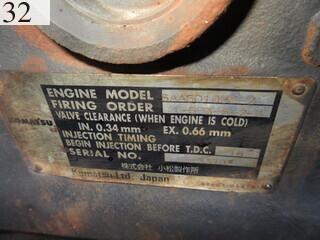 32
ENGINE MODEL
FIRING ORDER
VALVE CLEARANCE (WHEN ENGINE IS COLD)
KOMATSU IN. 0.34 mm EX. 0.66 mm
INJECTION TIMING
BEGIN INJECTION BEFORE T.D.C.
SERIAL NO.
株式会社 小松製作所
Komatsu Ltd. Japan